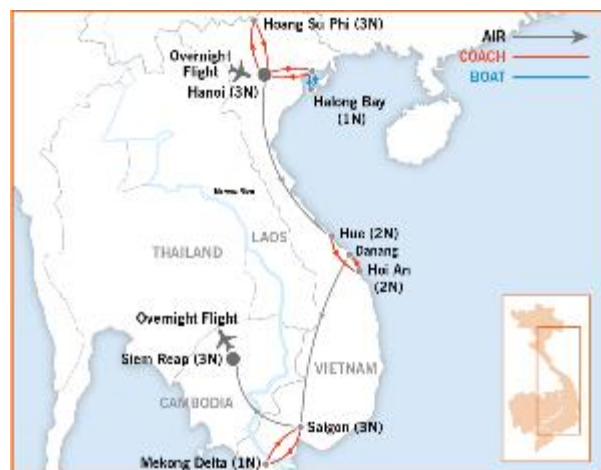 Hoang Su Phi (3N)
AIR
COACH
BOAT
Overnight
Flight
Hanoi (3N)
Halong Bay
(1N)
LAOS
THAILAND
Hue (2N)
Danang
Hoi An
(2N)
Overnight Flight
Siem Reap (3N)
VIETNAM
CAMBODIA
Saigon (3N)
Mekong Delta (1N)